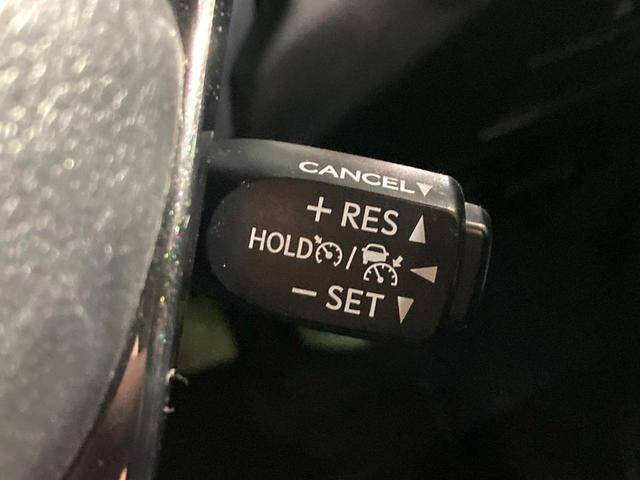 CANCEL▼
+ RES ▲
HOLD / ◀
− SET ▼